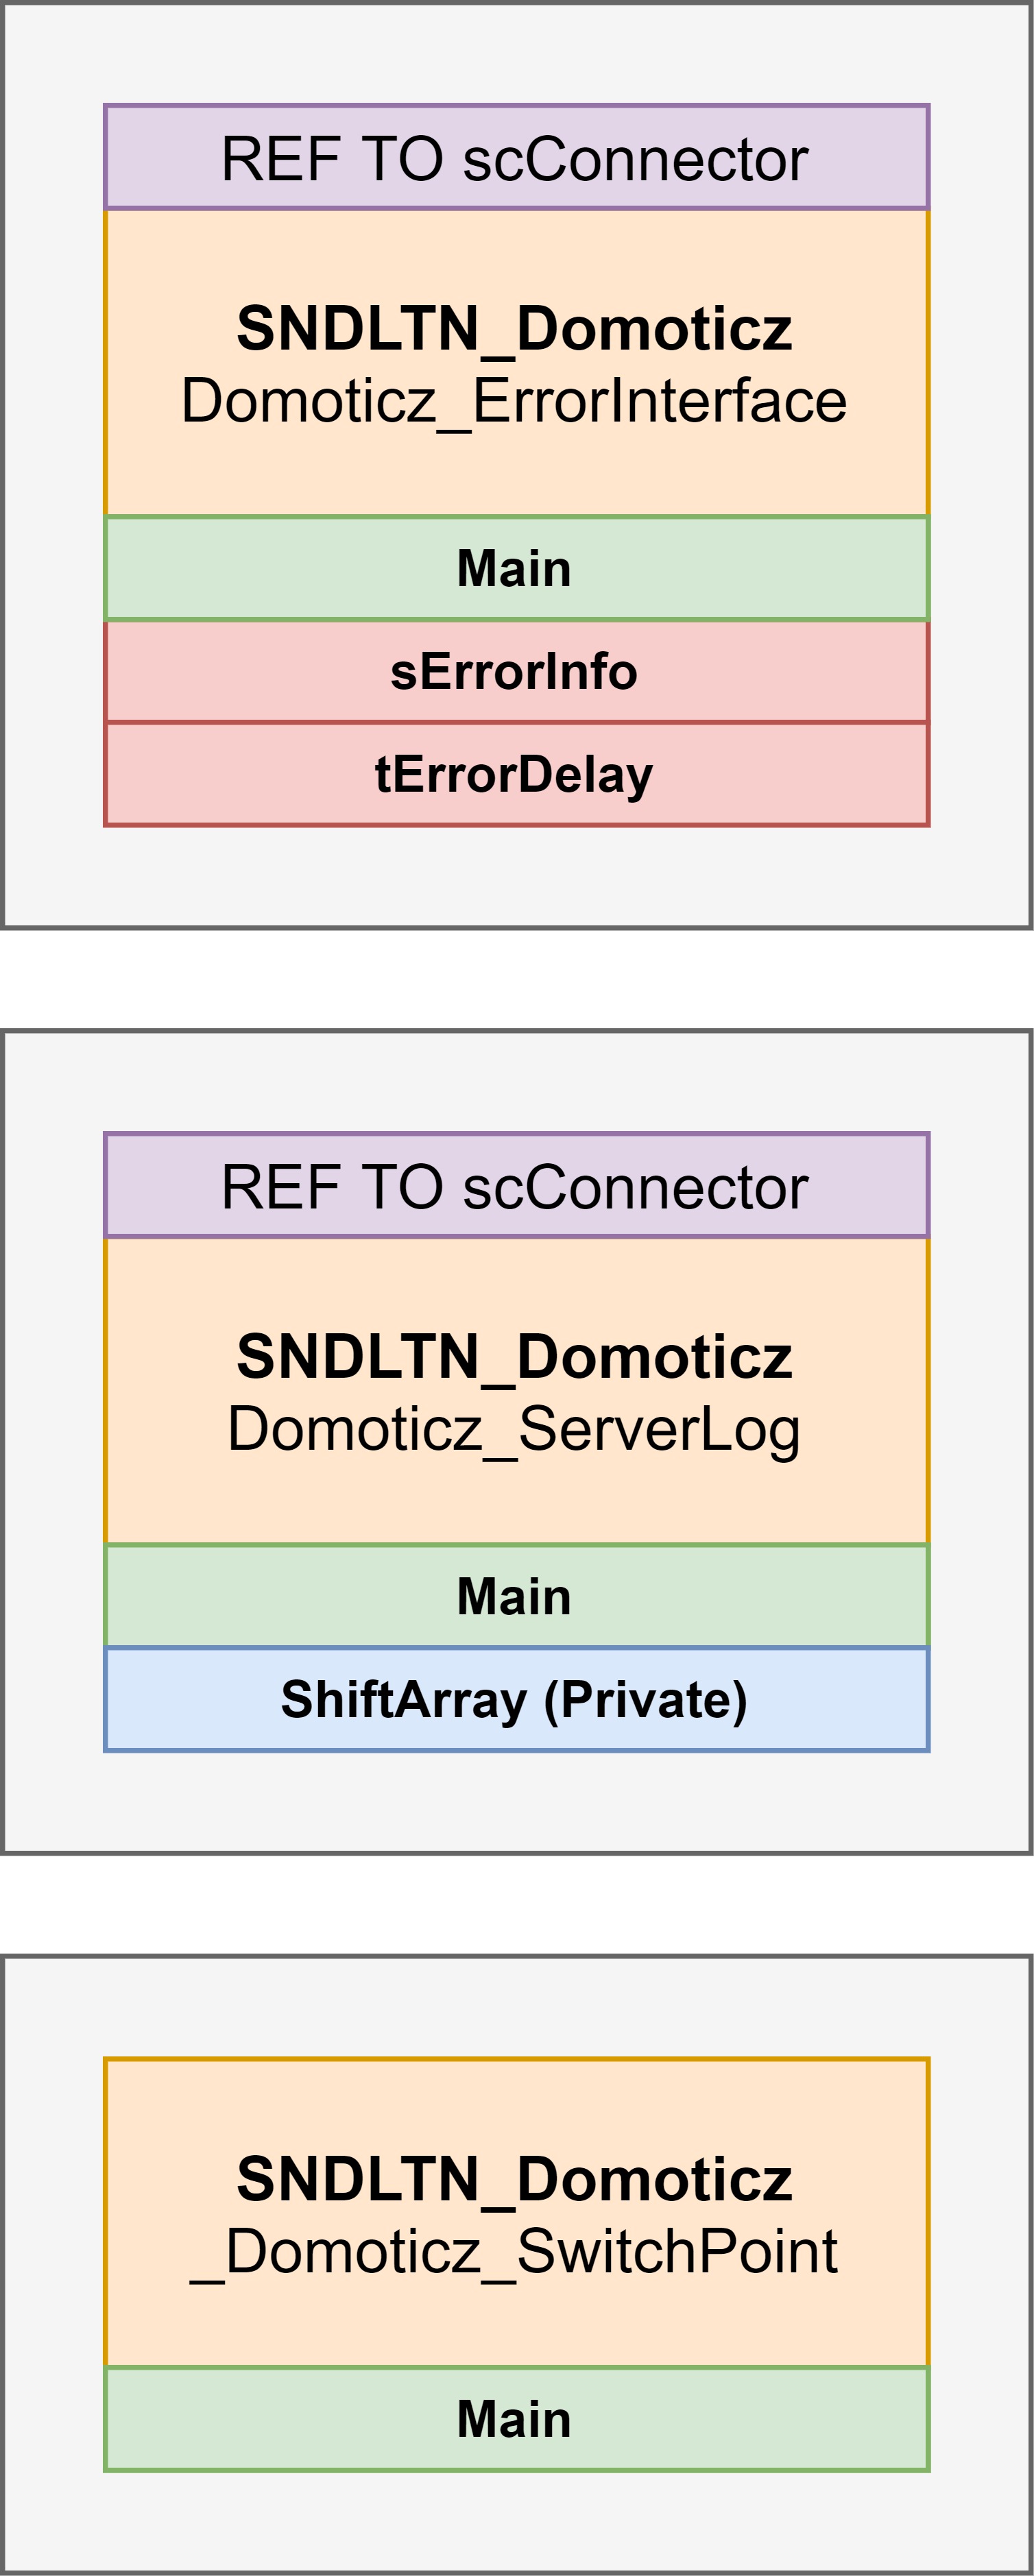 REF TO scConnector
SNDLTN_Domoticz
Domoticz_ErrorInterface
Main
sErrorInfo
tErrorDelay
REF TO scConnector
SNDLTN_Domoticz
Domoticz_ServerLog
Main
ShiftArray (Private)
SNDLTN_Domoticz
_Domoticz_SwitchPoint
Main